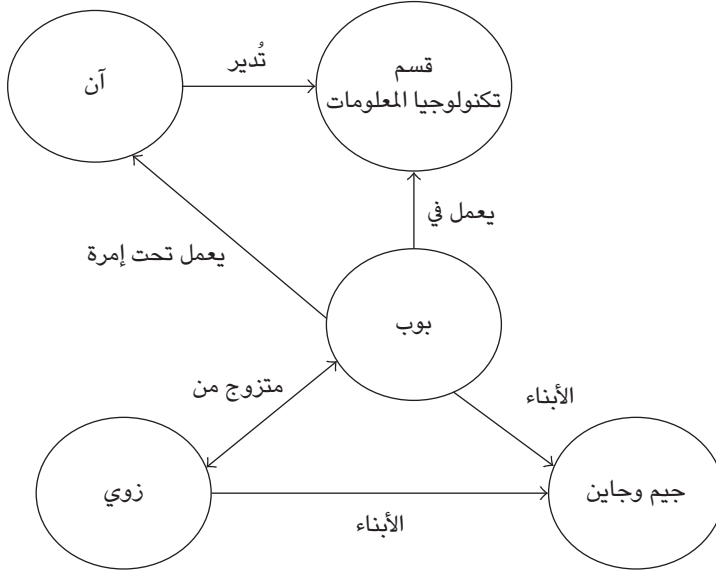 آن
تُدير
قسم
تكنولوجيا المعلومات
يعمل تحت إمرة
يعمل في
بوب
متزوج من
الأبناء
زوي
الأبناء
جيم وجاين